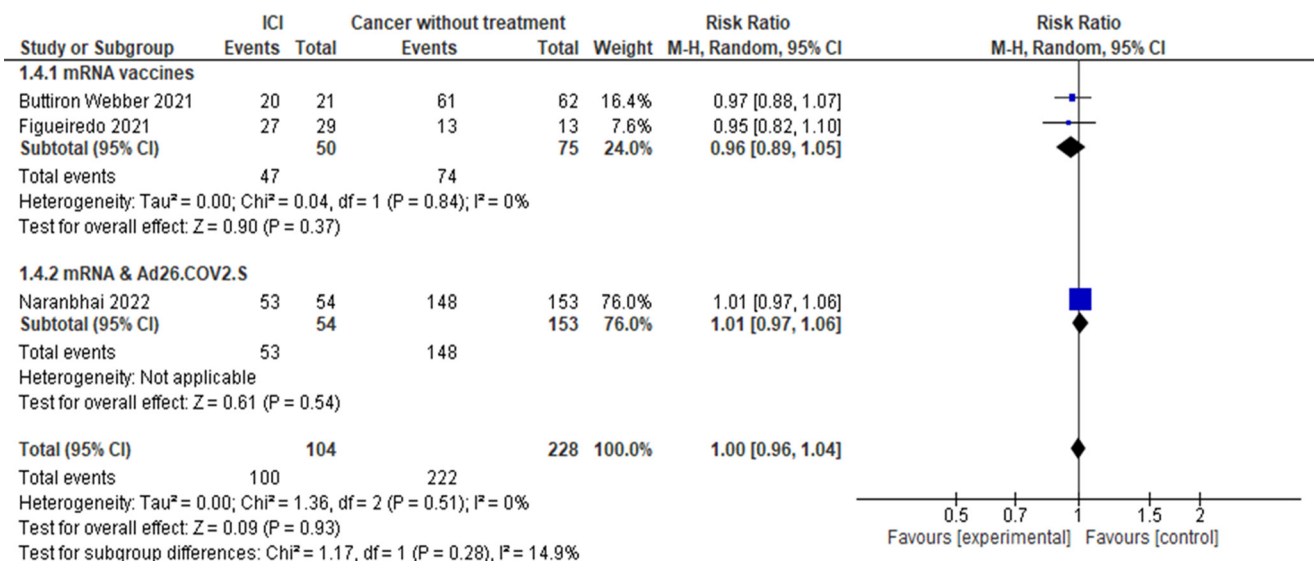 ICI Cancer without treatment Risk Ratio Risk Ratio
Study or Subgroup Events Total Events Total Weight M-H, Random, 95% CI M-H, Random, 95% CI
1.4.1 mRNA vaccines
Buttiron Webber 2021 20 21 61 62 16.4% 0.97 [0.88, 1.07]
Figueiredo 2021 27 29 13 13 7.6% 0.95 [0.82, 1.10]
Subtotal (95% CI) 50 75 24.0% 0.96 [0.89, 1.05]
Total events 47 74
Heterogeneity: Tau² = 0.00; Chi² = 0.04, df = 1 (P = 0.84); I² = 0%
Test for overall effect: Z = 0.90 (P = 0.37)
1.4.2 mRNA & Ad26.COV2.S
Naranbhai 2022 53 54 148 153 76.0% 1.01 [0.97, 1.06]
Subtotal (95% CI) 54 153 76.0% 1.01 [0.97, 1.06]
Total events 53 148
Heterogeneity: Not applicable
Test for overall effect: Z = 0.61 (P = 0.54)
Total (95% CI) 104 228 100.0% 1.00 [0.96, 1.04]
Total events 100 222
Heterogeneity: Tau² = 0.00; Chi² = 1.36, df = 2 (P = 0.51); I² = 0%
Test for overall effect: Z = 0.09 (P = 0.93)
Test for subgroup differences: Chi² = 1.17, df = 1 (P = 0.28), I² = 14.9%
0.5 0.7 1 1.5 2
Favours [experimental] Favours [control]